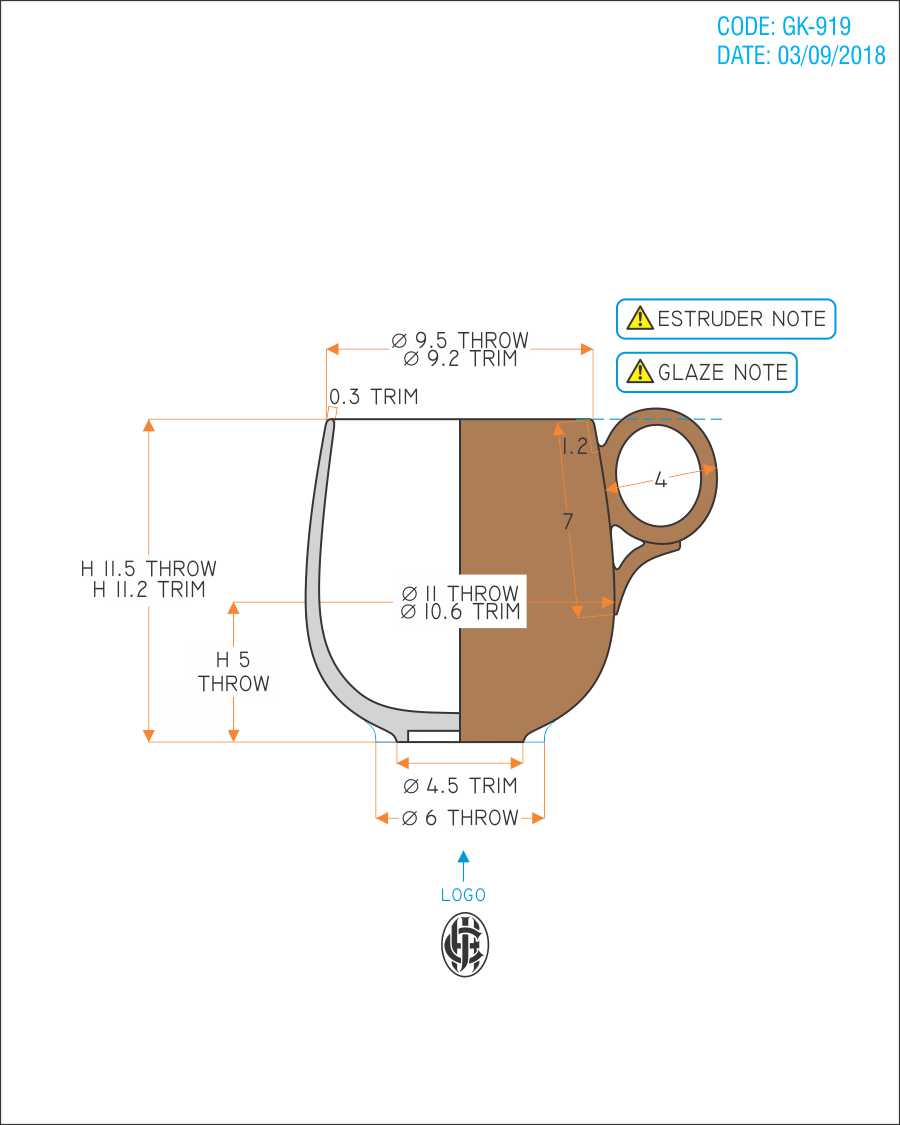 CODE: GK-919
DATE: 03/09/2018
ESTRUDER NOTE
GLAZE NOTE
Ø 9.5 THROW
Ø 9.2 TRIM
0.3 TRIM
1.2
4
7
H 11.5 THROW
H 11.2 TRIM
Ø 11 THROW
Ø 10.6 TRIM
H 5
THROW
Ø 4.5 TRIM
Ø 6 THROW
LOGO